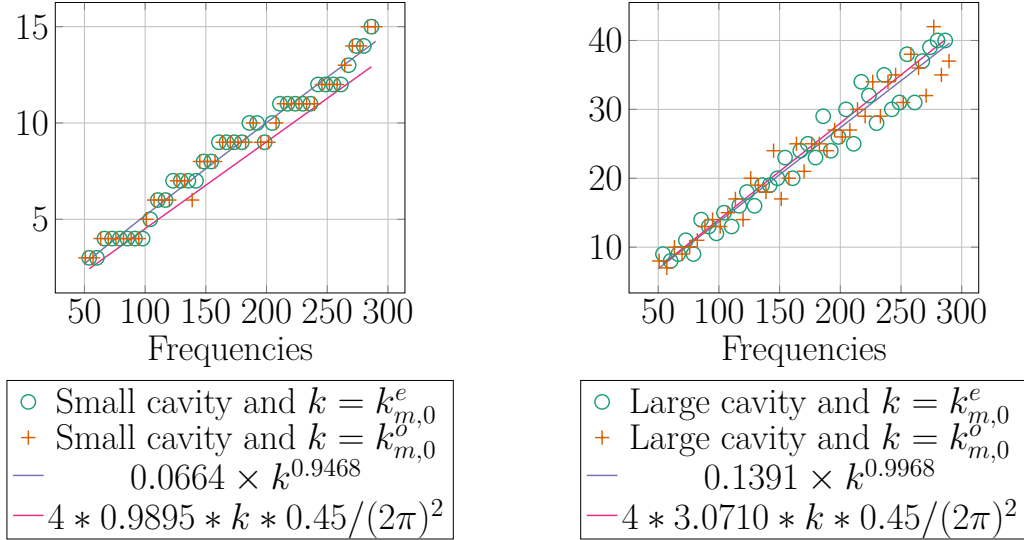 15
10
5
50 100 150 200 250 300
Frequencies
Small cavity and k = k^e_{m,0}
Small cavity and k = k^o_{m,0}
0.0664 × k^{0.9468}
4 * 0.9895 * k * 0.45/(2π)^2
40
30
20
10
50 100 150 200 250 300
Frequencies
Large cavity and k = k^e_{m,0}
Large cavity and k = k^o_{m,0}
0.1391 × k^{0.9968}
4 * 3.0710 * k * 0.45/(2π)^2